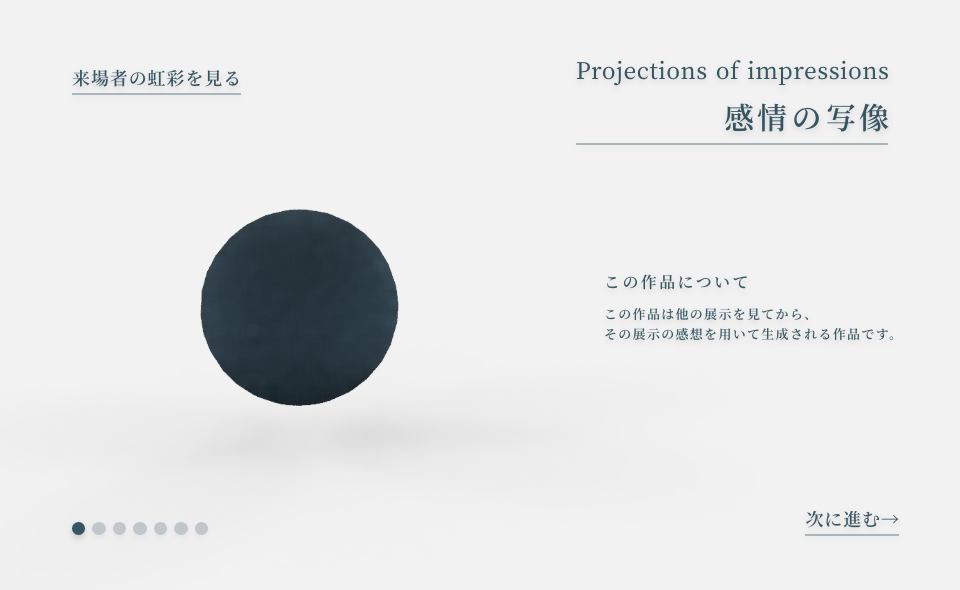 来場者の虹彩を見る
Projections of impressions
感情の写像
この作品について
この作品は他の展示を見てから、
その展示の感想を用いて生成される作品です。
次に進む→